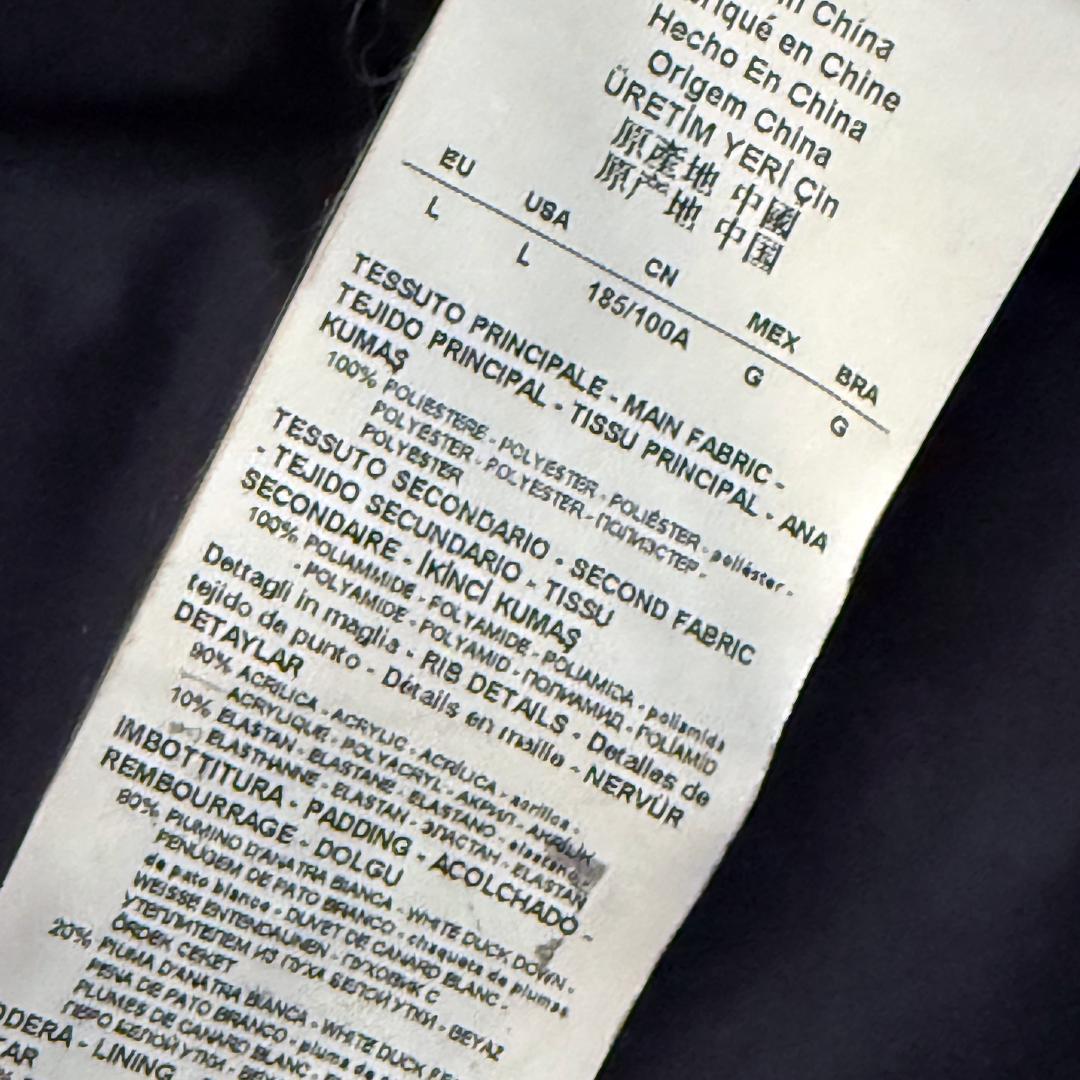 in China
riqué en Chine
Hecho En China
Origem China
ÜRETİM YERİ Çin
原產地 中國
原产地 中国
EU USA CN MEX BRA
L L 185/100A G G
TESSUTO PRINCIPALE - MAIN FABRIC -
TEJIDO PRINCIPAL - TISSU PRINCIPAL - ANA
KUMAŞ
100% POLIESTERE - POLYESTER - POLIÉSTER - poliéster -
POLYESTER - POLYESTER - ПОЛИЭСТЕР -
POLYESTER
TESSUTO SECONDARIO - SECOND FABRIC
- TEJIDO SECUNDARIO - TISSU
SECONDAIRE - İKİNCİ KUMAŞ
100% POLIAMMIDE - POLYAMIDE - POLIAMIDA - poliamida
- POLYAMIDE - POLYAMID - ПОЛИАМИД - POLIAMID
Dettagli in maglia - RIB DETAILS - Detalles de
tejido de punto - Détails en maille - NERVÜR
DETAYLAR
90% ACRILICA - ACRYLIC - ACRÍLICA - acrílica -
ACRYLIQUE - POLYACRYL - АКРИЛ -
10% ELASTAN - ELASTANE - ELASTANO - elastano -
ELASTHANNE - ELASTAN - ЭЛАСТАН - ELASTAN
IMBOTTITURA - PADDING - ACOLCHADO -
REMBOURRAGE - DOLGU
80% PIUMINO D'ANATRA BIANCA - WHITE DUCK DOWN -
PENUGEM DE PATO BRANCO - chaqueta de plumas
de pato blanco - DUVET DE CANARD BLANC -
WEISSE ENTENDAUNEN - ПУХОВИК С
УТЕПЛИТЕЛЕМ ИЗ ПУХА БЕЛОЙ УТКИ - BEYAZ
ÖRDEK CEKET
20% PIUMA D'ANATRA BIANCA - WHITE DUCK
PENA DE PATO BRANCO - pluma de
PLUMES DE CANARD BLANC -
ПЕРО БЕЛОЙ УТКИ -
ODERA - LINING
AR